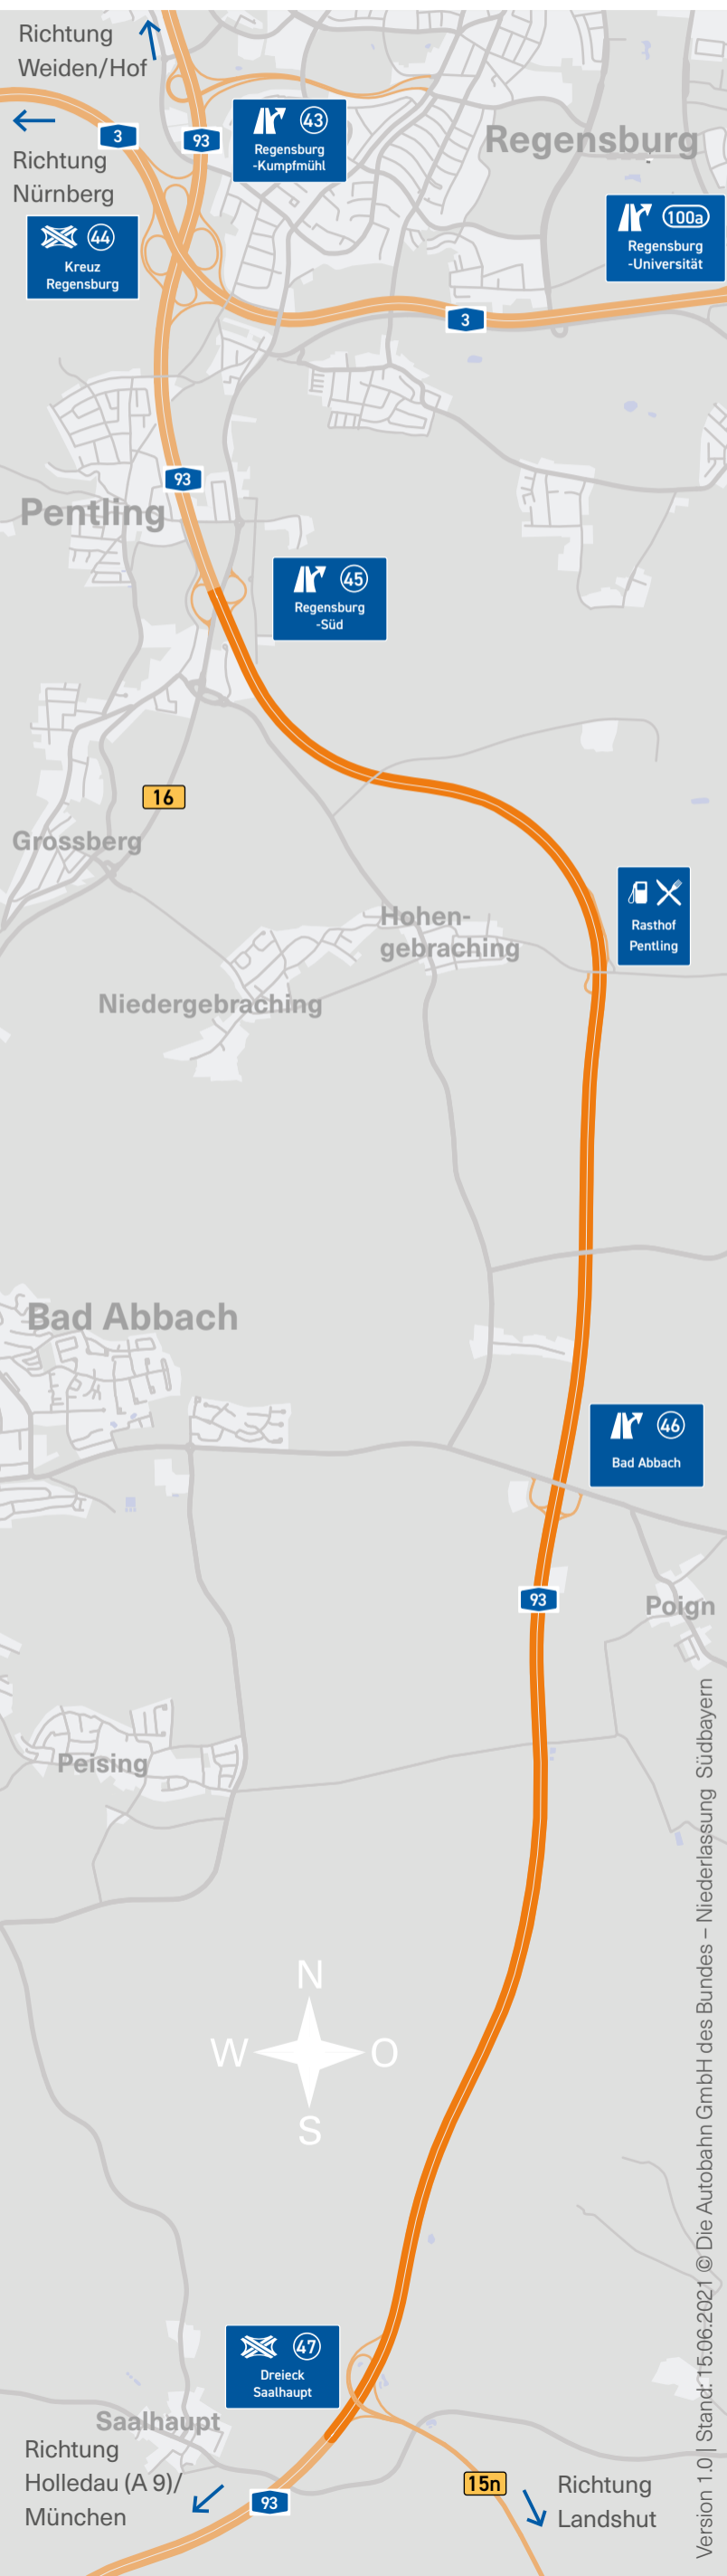 Richtung
Weiden/Hof
3
93
43
Regensburg
-Kumpfmühl
Regensburg
Richtung
Nürnberg
100a
Regensburg
-Universität
44
Kreuz
Regensburg
3
93
Pentling
45
Regensburg
-Süd
16
Grossberg
Rasthof
Pentling
Hohen-
gebraching
Niedergebraching
Bad Abbach
46
Bad Abbach
93
Poign
Peising
N
W
O
S
47
Dreieck
Saalhaupt
Saalhaupt
Richtung
Holledau (A 9)/
München
93
15n
Richtung
Landshut
Version 1.0 | Stand: 15.06.2021 © Die Autobahn GmbH des Bundes – Niederlassung Südbayern